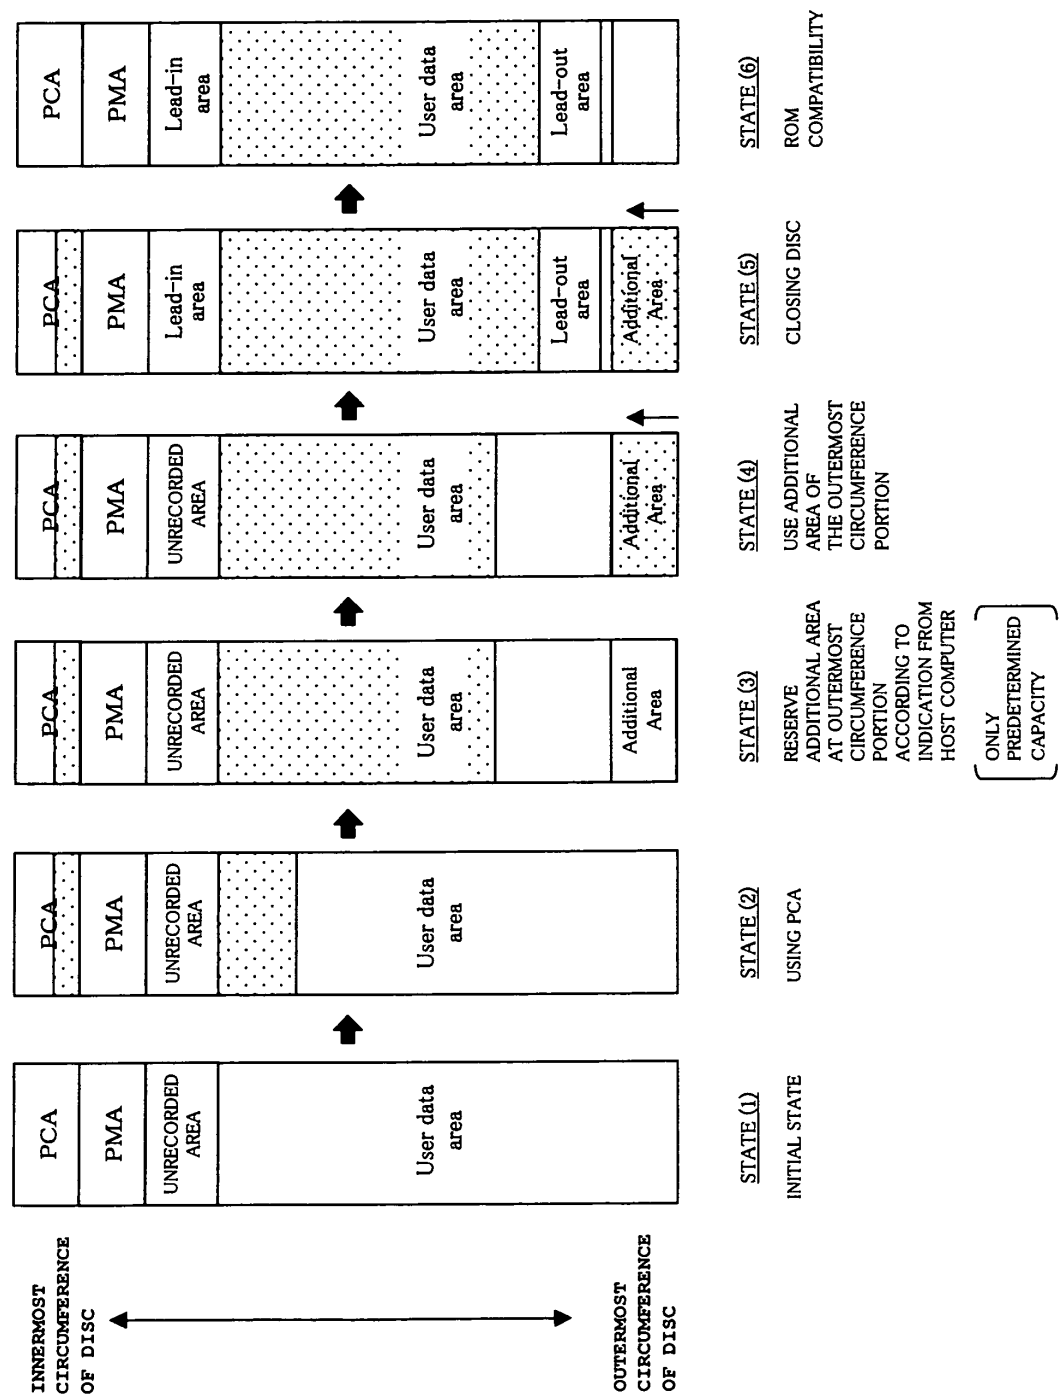 INNERMOST
CIRCUMFERENCE
OF DISC
OUTERMOST
CIRCUMFERENCE
OF DISC
PCA
PMA
UNRECORDED
AREA
User data
area
STATE (1)
INITIAL STATE
PCA
PMA
UNRECORDED
AREA
User data
area
STATE (2)
USING PCA
PCA
PMA
UNRECORDED
AREA
User data
area
Additional
Area
STATE (3)
RESERVE
ADDITIONAL AREA
AT OUTERMOST
CIRCUMFERENCE
PORTION
ACCORDING TO
INDICATION FROM
HOST COMPUTER
ONLY
PREDETERMINED
CAPACITY
PCA
PMA
UNRECORDED
AREA
User data
area
Additional
Area
STATE (4)
USE ADDITIONAL
AREA OF
THE OUTERMOST
CIRCUMFERENCE
PORTION
PCA
PMA
Lead-in
area
User data
area
Lead-out
area
Additional
Area
STATE (5)
CLOSING DISC
PCA
PMA
Lead-in
area
User data
area
Lead-out
area
STATE (6)
ROM
COMPATIBILITY